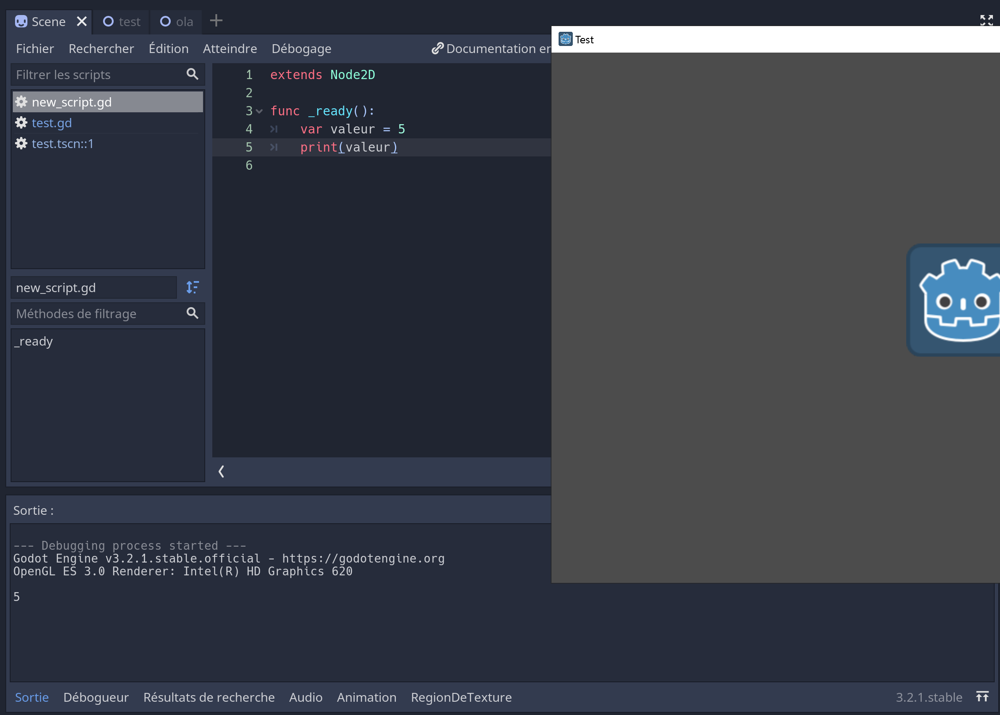 Scene
test
ola
Test
Fichier Rechercher Édition Atteindre Débogage Documentation en
Filtrer les scripts
new_script.gd
test.gd
test.tscn::1
new_script.gd
Méthodes de filtrage
_ready
1 extends Node2D
2
3 func _ready():
4 var valeur = 5
5 print(valeur)
6
Sortie :
--- Debugging process started ---
Godot Engine v3.2.1.stable.official - https://godotengine.org
OpenGL ES 3.0 Renderer: Intel(R) HD Graphics 620
5
Sortie Débogueur Résultats de recherche Audio Animation RegionDeTexture 3.2.1.stable